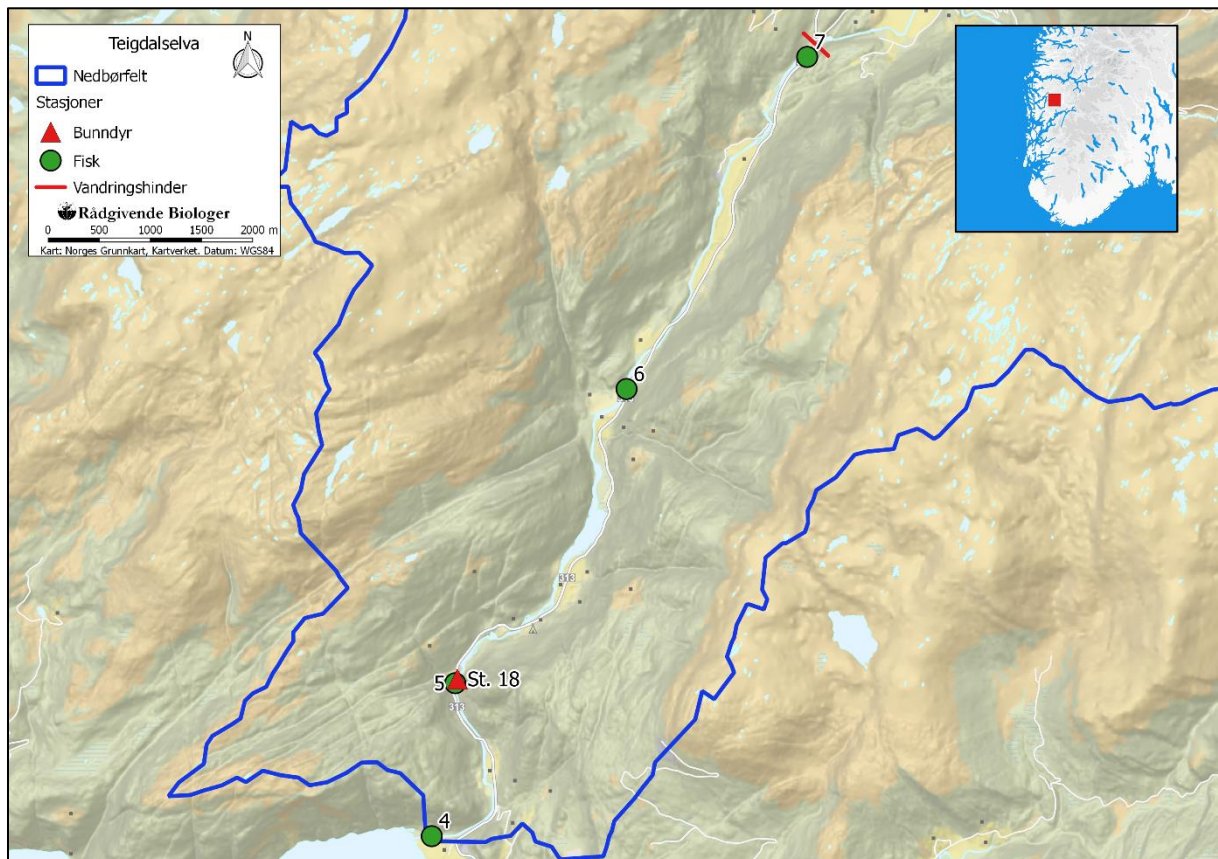 Teigdalselva
N
Nedbørfelt
Stasjoner
Bunndyr
Fisk
Vandringshinder
Rådgivende Biologer
0 500 1000 1500 2000 m
Kart: Norges Grunnkart, Kartverket. Datum: WGS84
7
6
313
5 St. 18
313
4